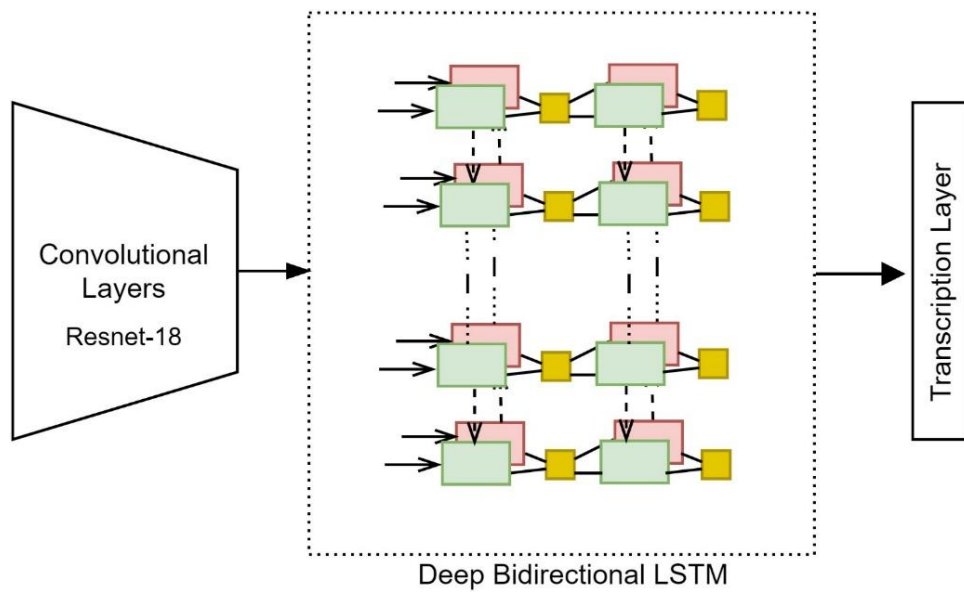 Convolutional
Layers
Resnet-18
Deep Bidirectional LSTM
Transcription Layer